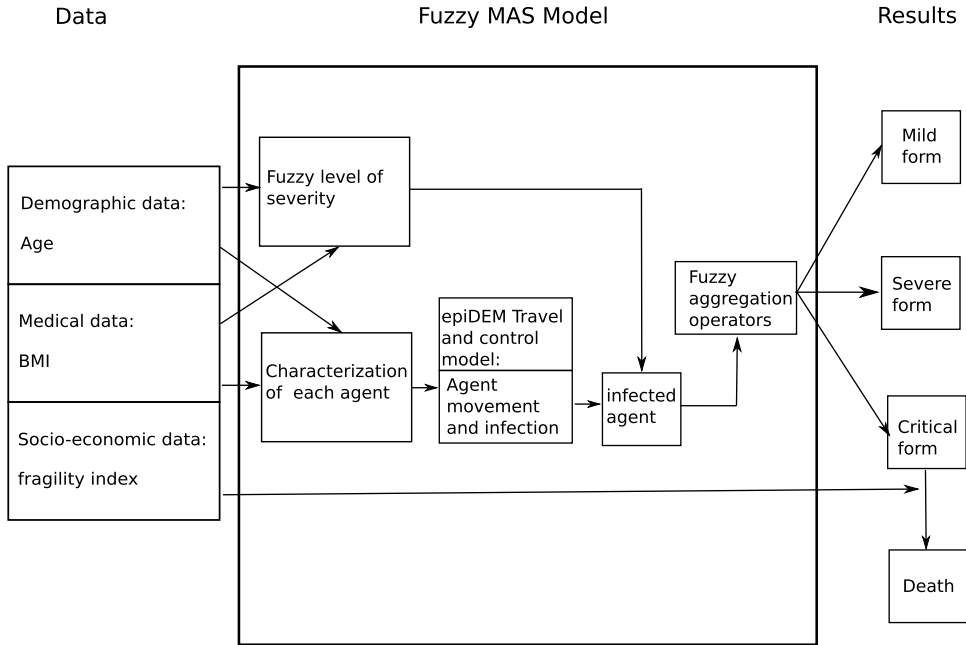 Data
Fuzzy MAS Model
Results
Demographic data:
Age
Medical data:
BMI
Socio-economic data:
fragility index
Fuzzy level of
severity
Characterization
of each agent
epiDEM Travel
and control
model:
Agent
movement
and infection
infected
agent
Fuzzy
aggregation
operators
Mild
form
Severe
form
Critical
form
Death